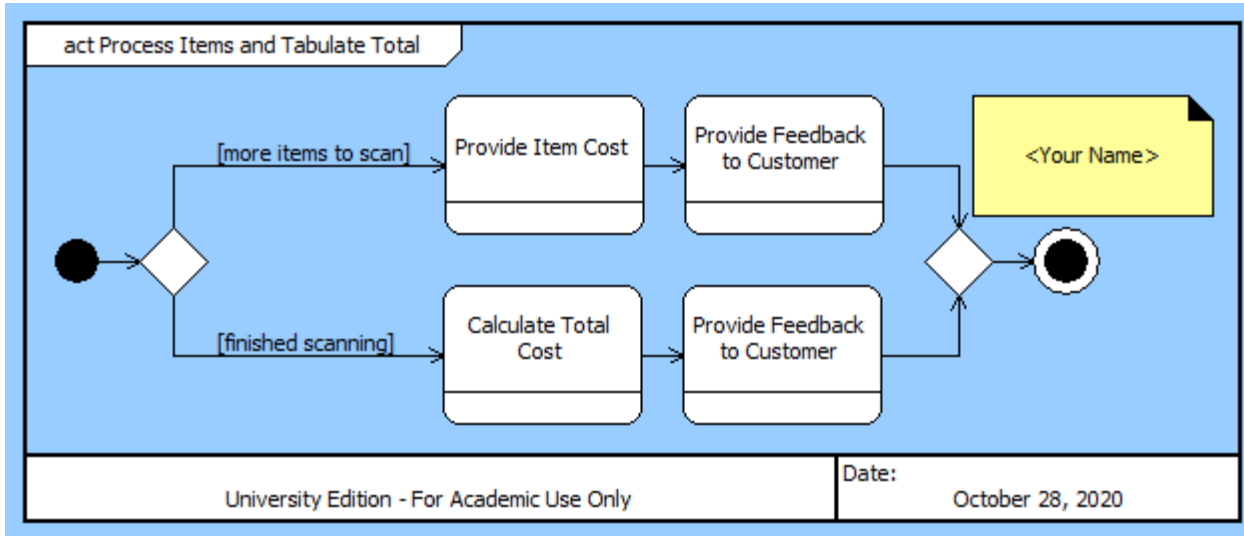 act Process Items and Tabulate Total
[more items to scan]
Provide Item Cost
Provide Feedback
to Customer
<Your Name>
[finished scanning]
Calculate Total
Cost
Provide Feedback
to Customer
University Edition - For Academic Use Only
Date:
October 28, 2020